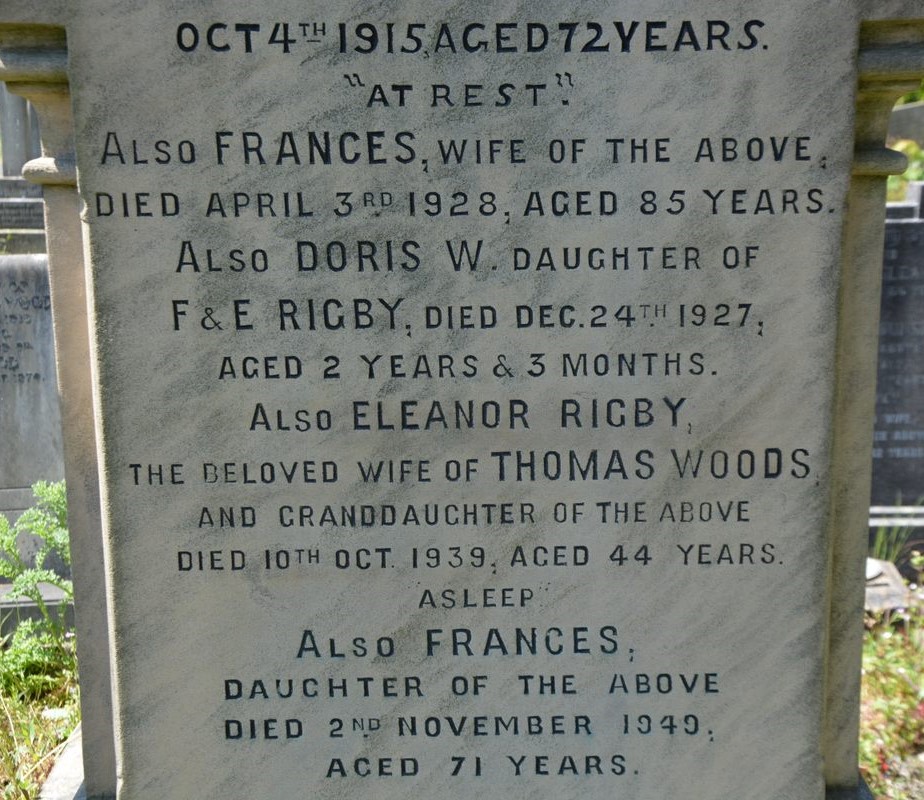 OCT 4TH 1915, AGED 72 YEARS.
"AT REST".
ALSO FRANCES, WIFE OF THE ABOVE,
DIED APRIL 3RD 1928, AGED 85 YEARS.
ALSO DORIS W. DAUGHTER OF
F & E RIGBY, DIED DEC. 24TH 1927,
AGED 2 YEARS & 3 MONTHS.
ALSO ELEANOR RIGBY,
THE BELOVED WIFE OF THOMAS WOODS,
AND GRANDDAUGHTER OF THE ABOVE
DIED 10TH OCT. 1939, AGED 44 YEARS.
ASLEEP"
ALSO FRANCES,
DAUGHTER OF THE ABOVE
DIED 2ND NOVEMBER 1949,
AGED 71 YEARS.